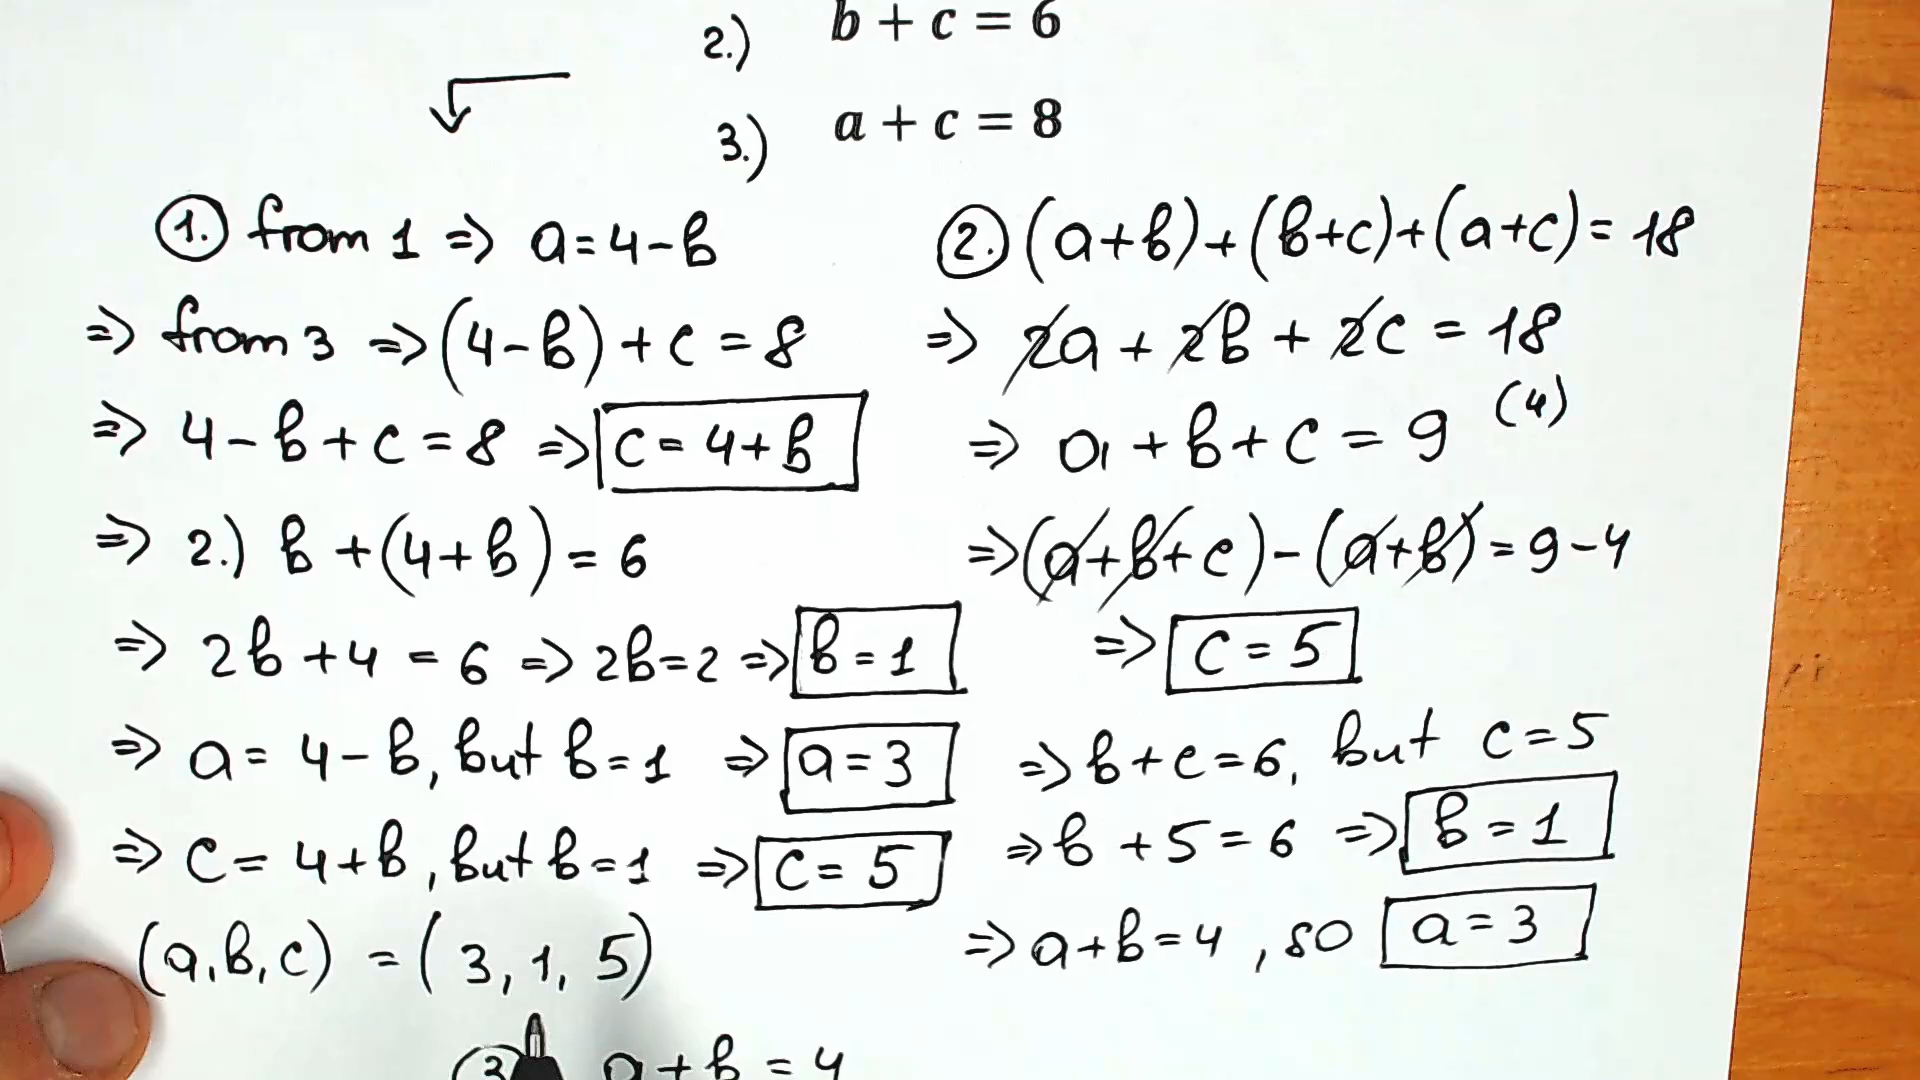 2.) b + c = 6
3.) a + c = 8
1. from 1 => a = 4 - b
=> from 3 => (4 - b) + c = 8
=> 4 - b + c = 8 => c = 4 + b
=> 2.) b + (4 + b) = 6
=> 2b + 4 = 6 => 2b = 2 => b = 1
=> a = 4 - b, but b = 1 => a = 3
=> c = 4 + b, but b = 1 => c = 5
(a, b, c) = (3, 1, 5)
2. (a + b) + (b + c) + (a + c) = 18
=> 2a + 2b + 2c = 18
=> a + b + c = 9 (4)
=> (a + b + c) - (a + b) = 9 - 4
=> c = 5
=> b + c = 6, but c = 5
=> b + 5 = 6 => b = 1
=> a + b = 4, so a = 3
3 a + b = 4